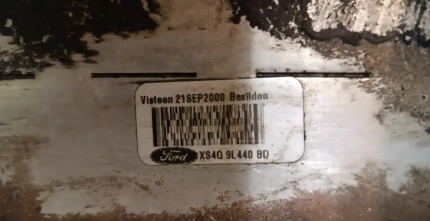 Visteon 21SEP2000 Basildon
Ford XS4Q 9L440 BD